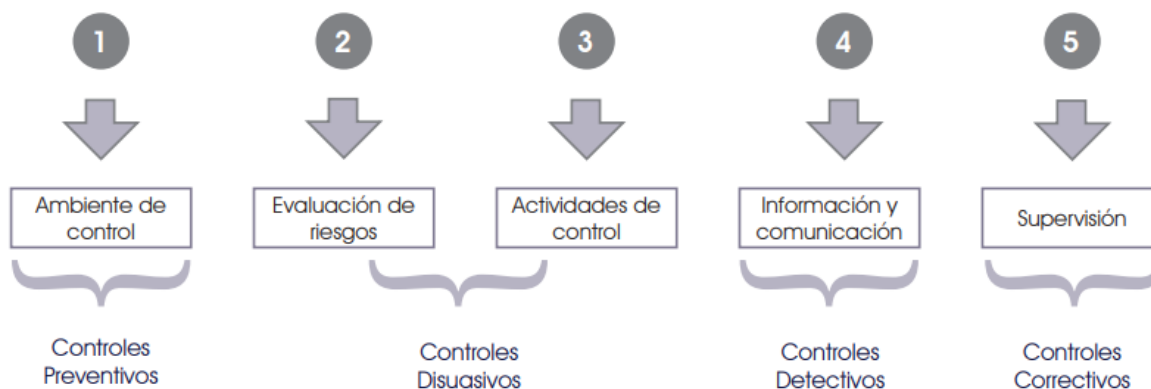 1
2
3
4
5
Ambiente de
control
Evaluación de
riesgos
Actividades de
control
Información y
comunicación
Supervisión
Controles
Preventivos
Controles
Disuasivos
Controles
Detectivos
Controles
Correctivos